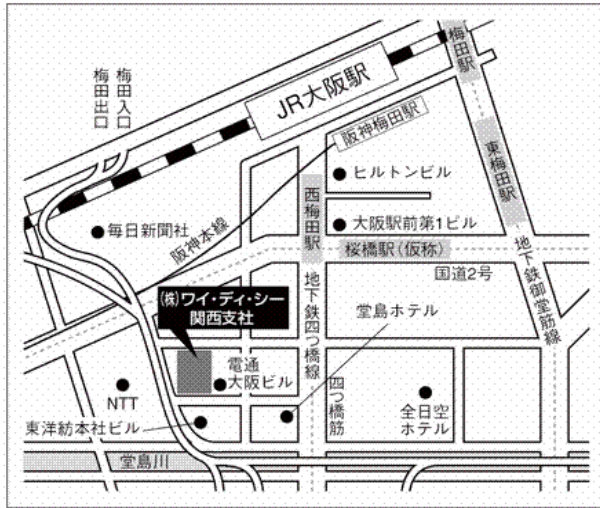 梅田駅
JR大阪駅
梅田入口
梅田出口
阪神梅田駅
ヒルトンビル
東梅田駅
西梅田駅
大阪駅前第1ビル
毎日新聞社
阪神本線
桜橋駅(仮称)
国道2号
地下鉄御堂筋線
(株)ワイ・ディ・シー
関西支社
地下鉄四つ橋線
堂島ホテル
電通
大阪ビル
四つ橋筋
NTT
全日空
ホテル
東洋紡本社ビル
堂島川